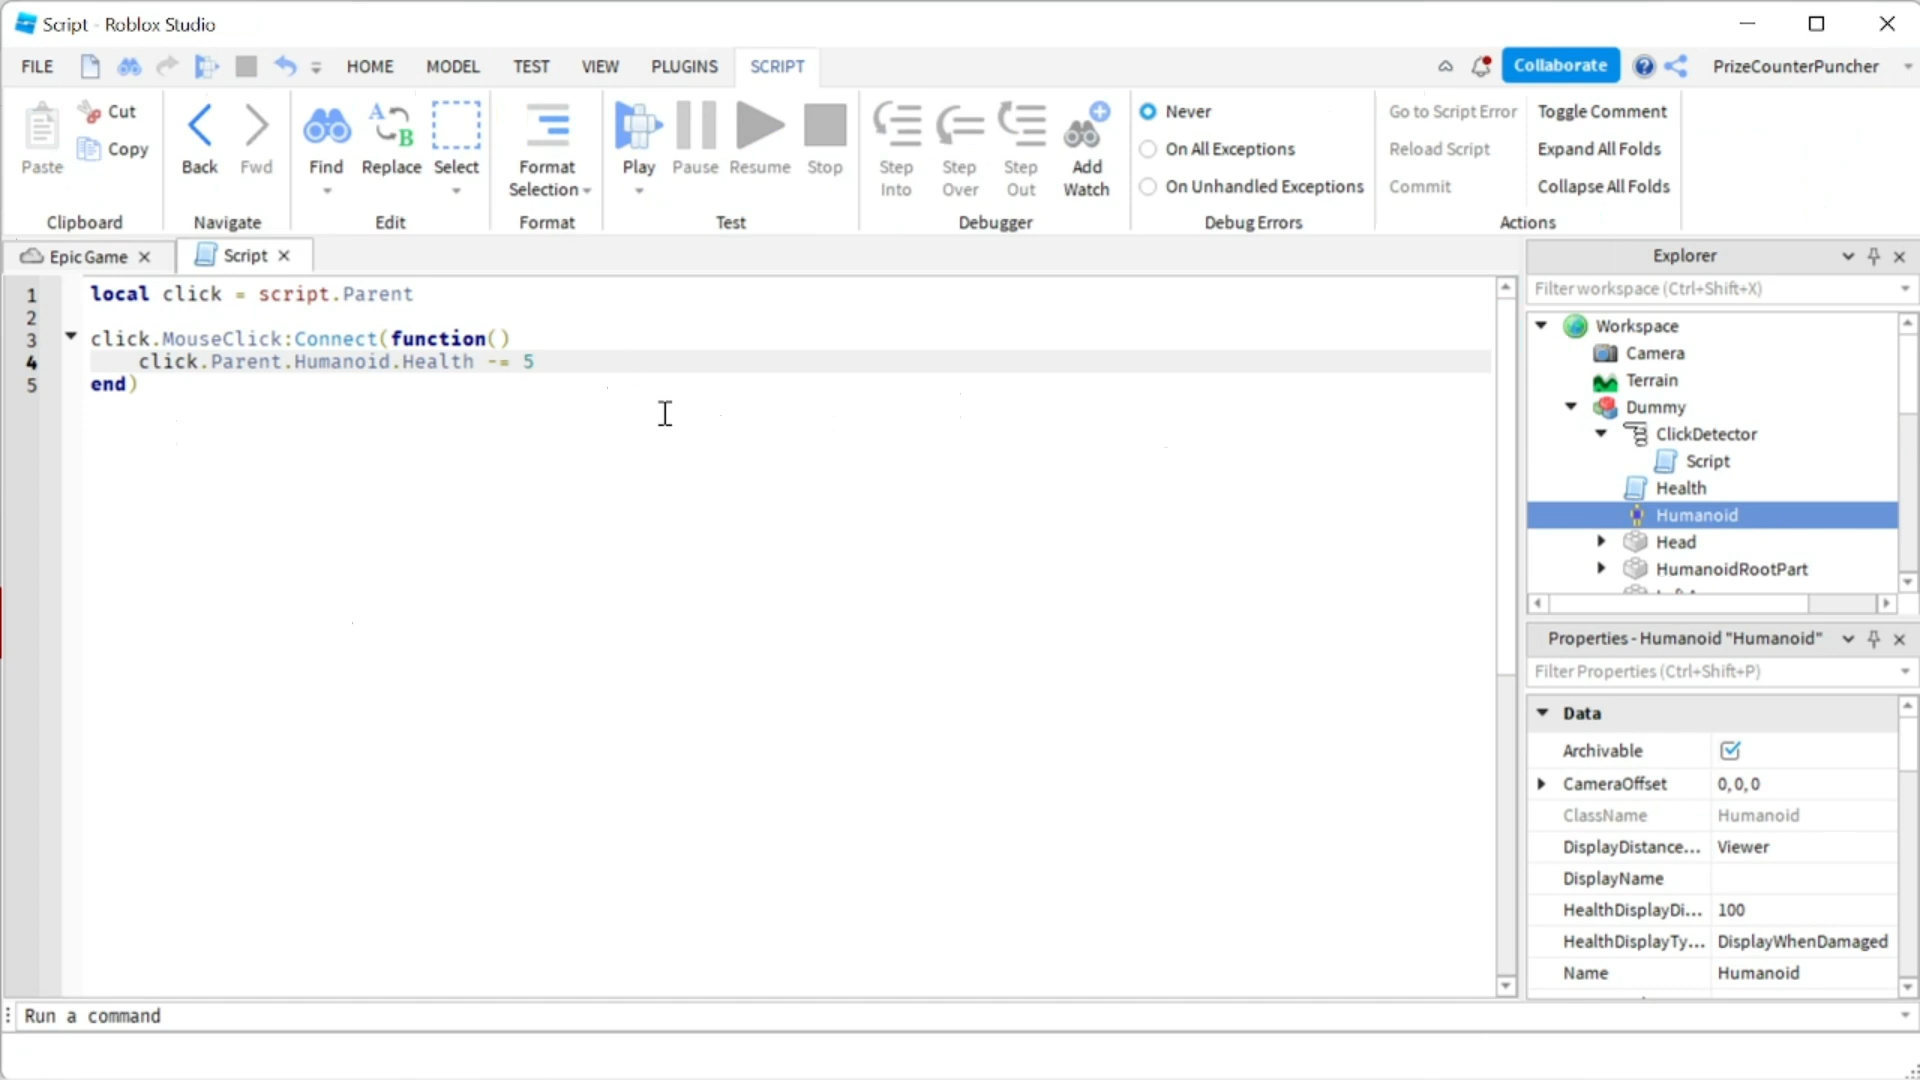 Script - Roblox Studio
FILE HOME MODEL TEST VIEW PLUGINS SCRIPT Collaborate PrizeCounterPuncher
Paste Cut Copy
Clipboard
Back Fwd
Navigate
Find Replace Select
Edit
Format Selection
Format
Play Pause Resume Stop
Test
Step Into Step Over Step Out Add Watch
Debugger
Never
On All Exceptions
On Unhandled Exceptions
Debug Errors
Go to Script Error Toggle Comment
Reload Script Expand All Folds
Commit Collapse All Folds
Actions
Epic Game Script
1 local click = script.Parent
2
3 click.MouseClick:Connect(function()
4 click.Parent.Humanoid.Health -= 5
5 end)
Explorer
Filter workspace (Ctrl+Shift+X)
Workspace
Camera
Terrain
Dummy
ClickDetector
Script
Health
Humanoid
Head
HumanoidRootPart
Properties - Humanoid "Humanoid"
Filter Properties (Ctrl+Shift+P)
Data
Archivable
CameraOffset 0, 0, 0
ClassName Humanoid
DisplayDistance... Viewer
DisplayName
HealthDisplayDi... 100
HealthDisplayTy... DisplayWhenDamaged
Name Humanoid
Run a command